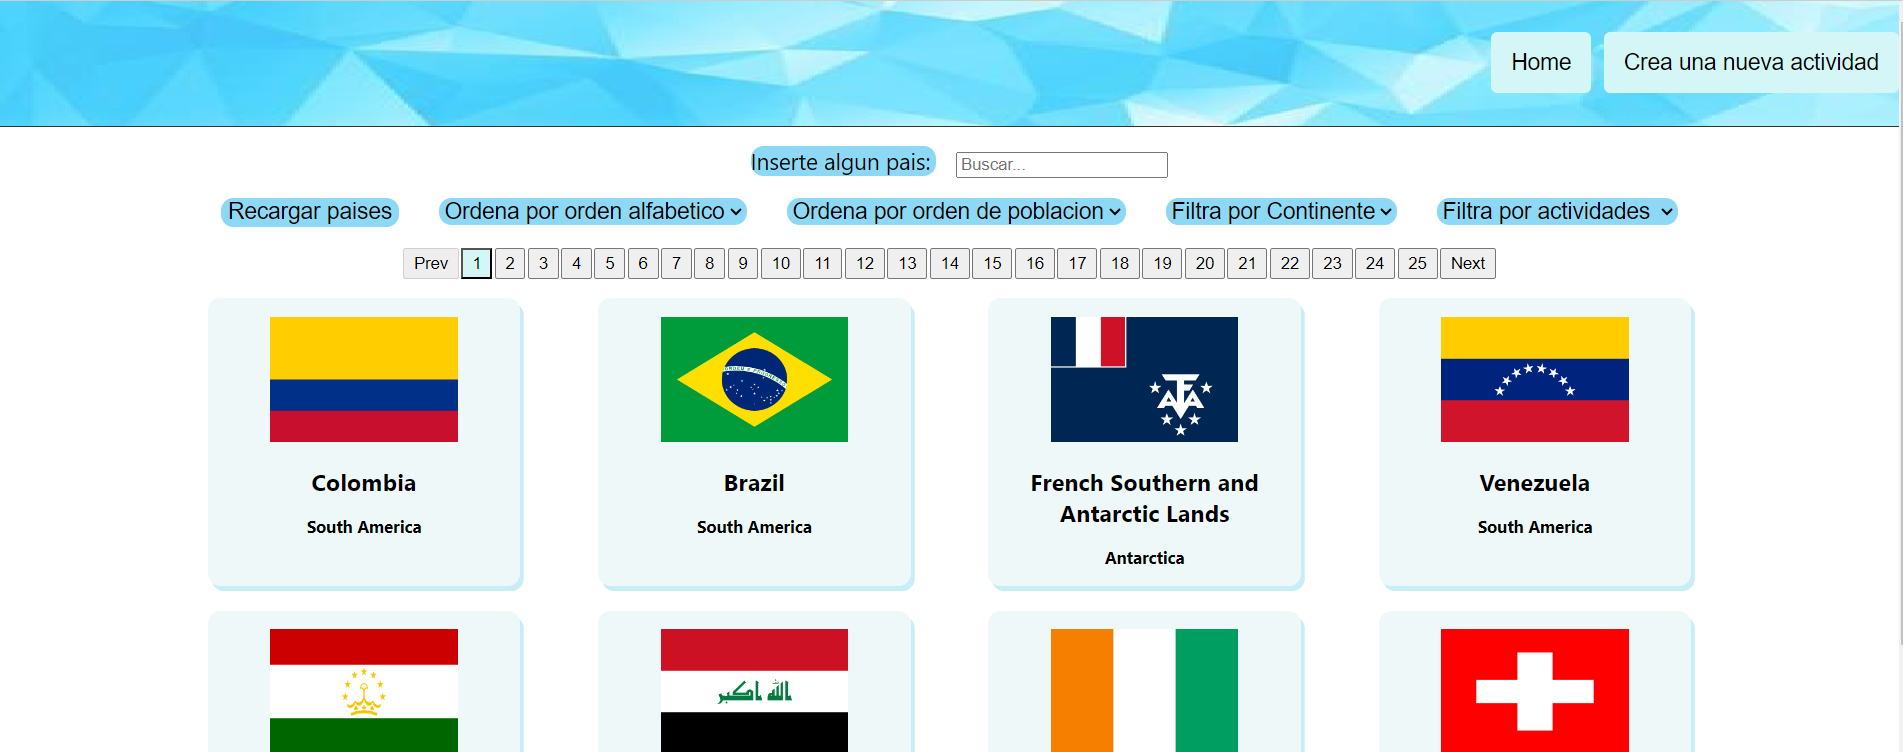 Home Crea una nueva actividad
Inserte algun pais: Buscar...
Recargar paises Ordena por orden alfabetico Ordena por orden de poblacion Filtra por Continente Filtra por actividades
Prev 1 2 3 4 5 6 7 8 9 10 11 12 13 14 15 16 17 18 19 20 21 22 23 24 25 Next
Colombia
South America
Brazil
South America
French Southern and
Antarctic Lands
Antarctica
Venezuela
South America
الله اكبر